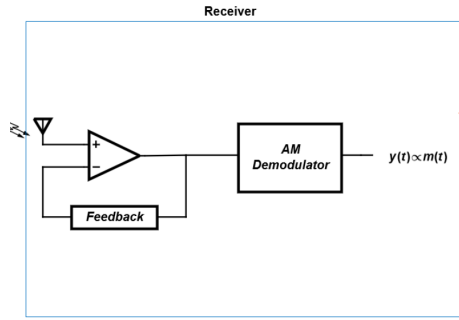 Receiver
+
−
AM
Demodulator
y(t)∝m(t)
Feedback